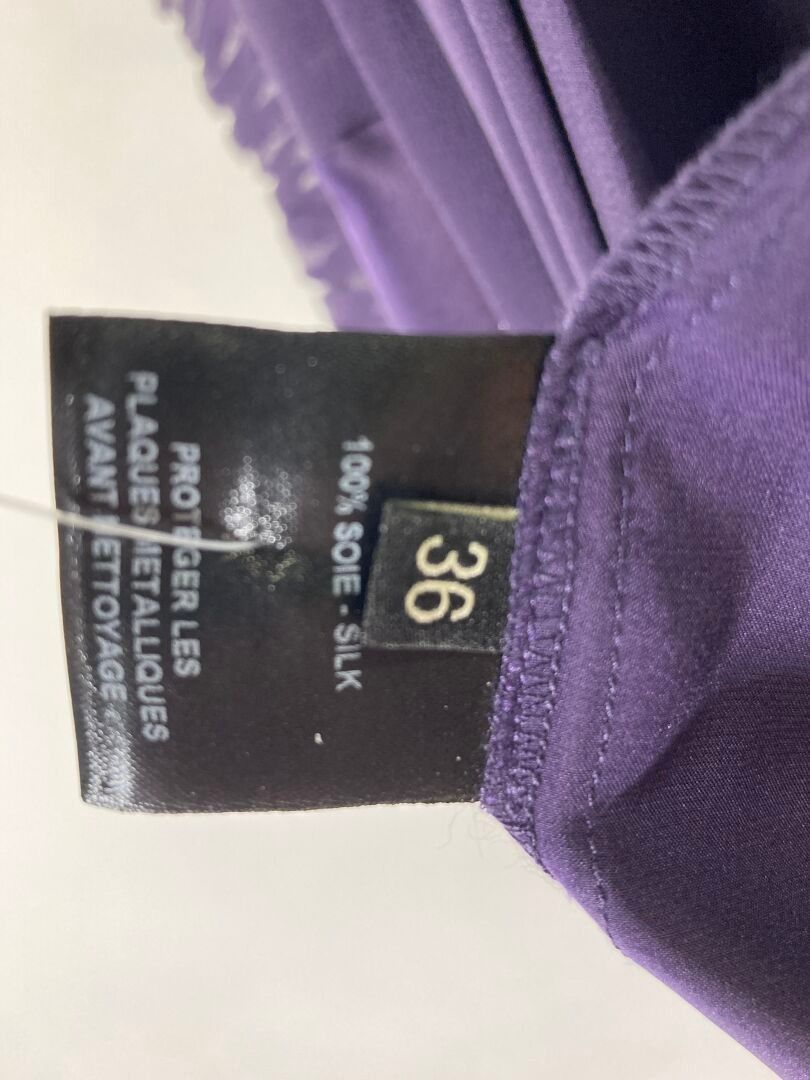 36
100% SOIE - SILK
PROTEGER LES
PLAQUES METALLIQUES
AVANT NETTOYAGE